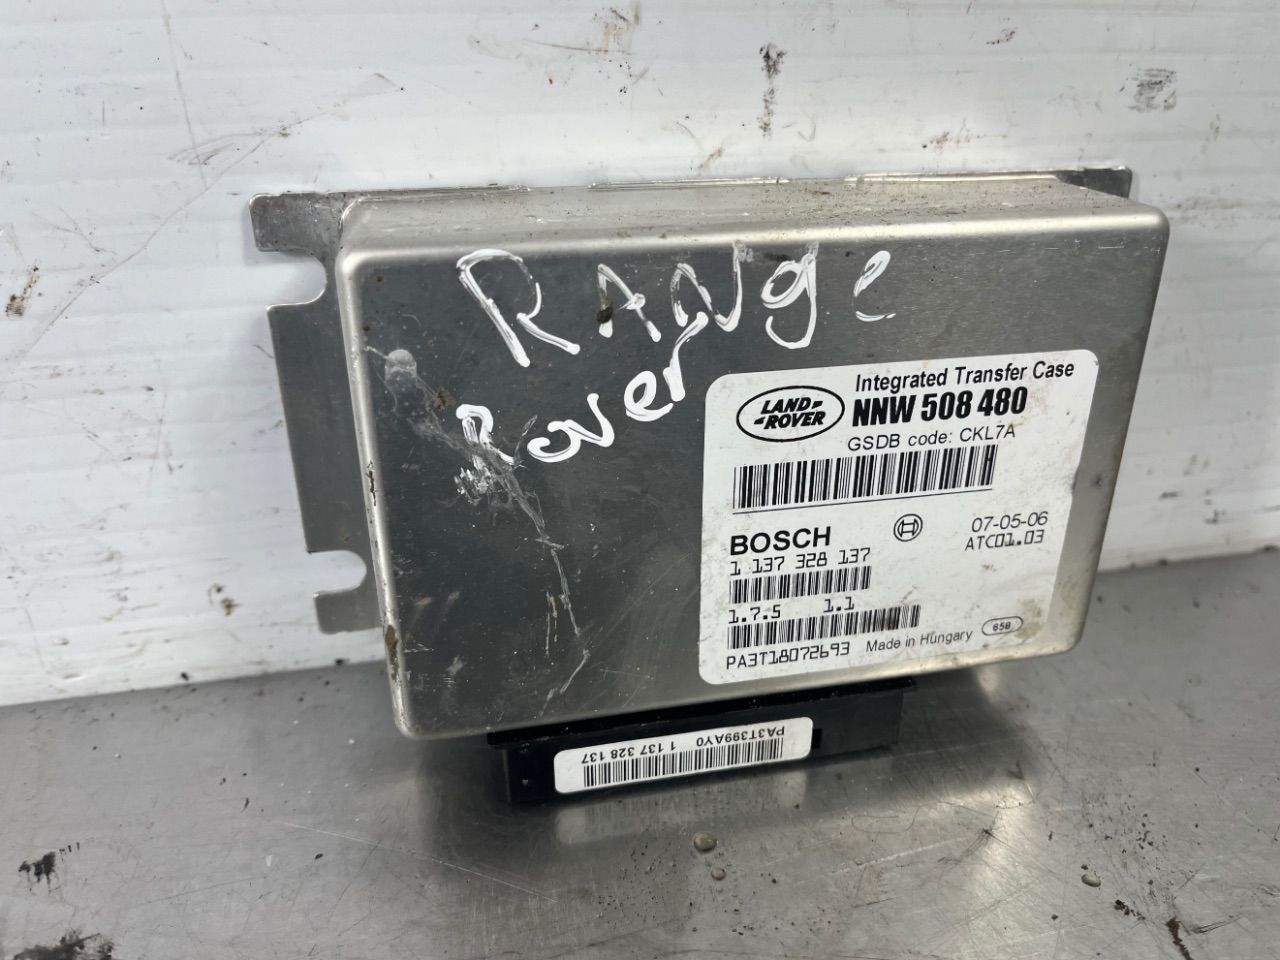 RANge
Rover
LAND-
-ROVER
Integrated Transfer Case
NNW 508 480
GSDB code: CKL7A
BOSCH
07-05-06
1 137 328 137
ATC01.03
1.7.5 1.1
PA3T18072693
Made in Hungary
658
PA3T399AY0 1 137 328 137